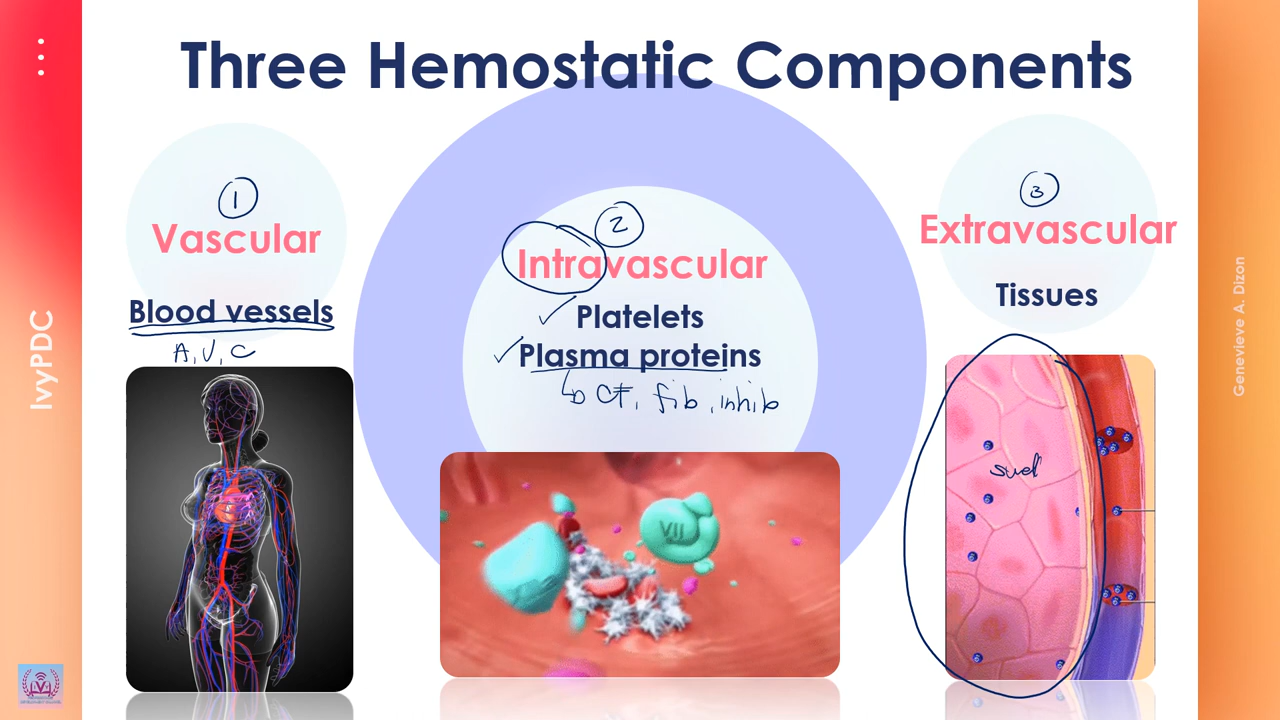 Three Hemostatic Components
1
Vascular
Blood vessels
A, V, C
2
Intravascular
Platelets
Plasma proteins
CF, fib, inhib
VII
3
Extravascular
Tissues
IvyPDC
Genevieve A. Dizon